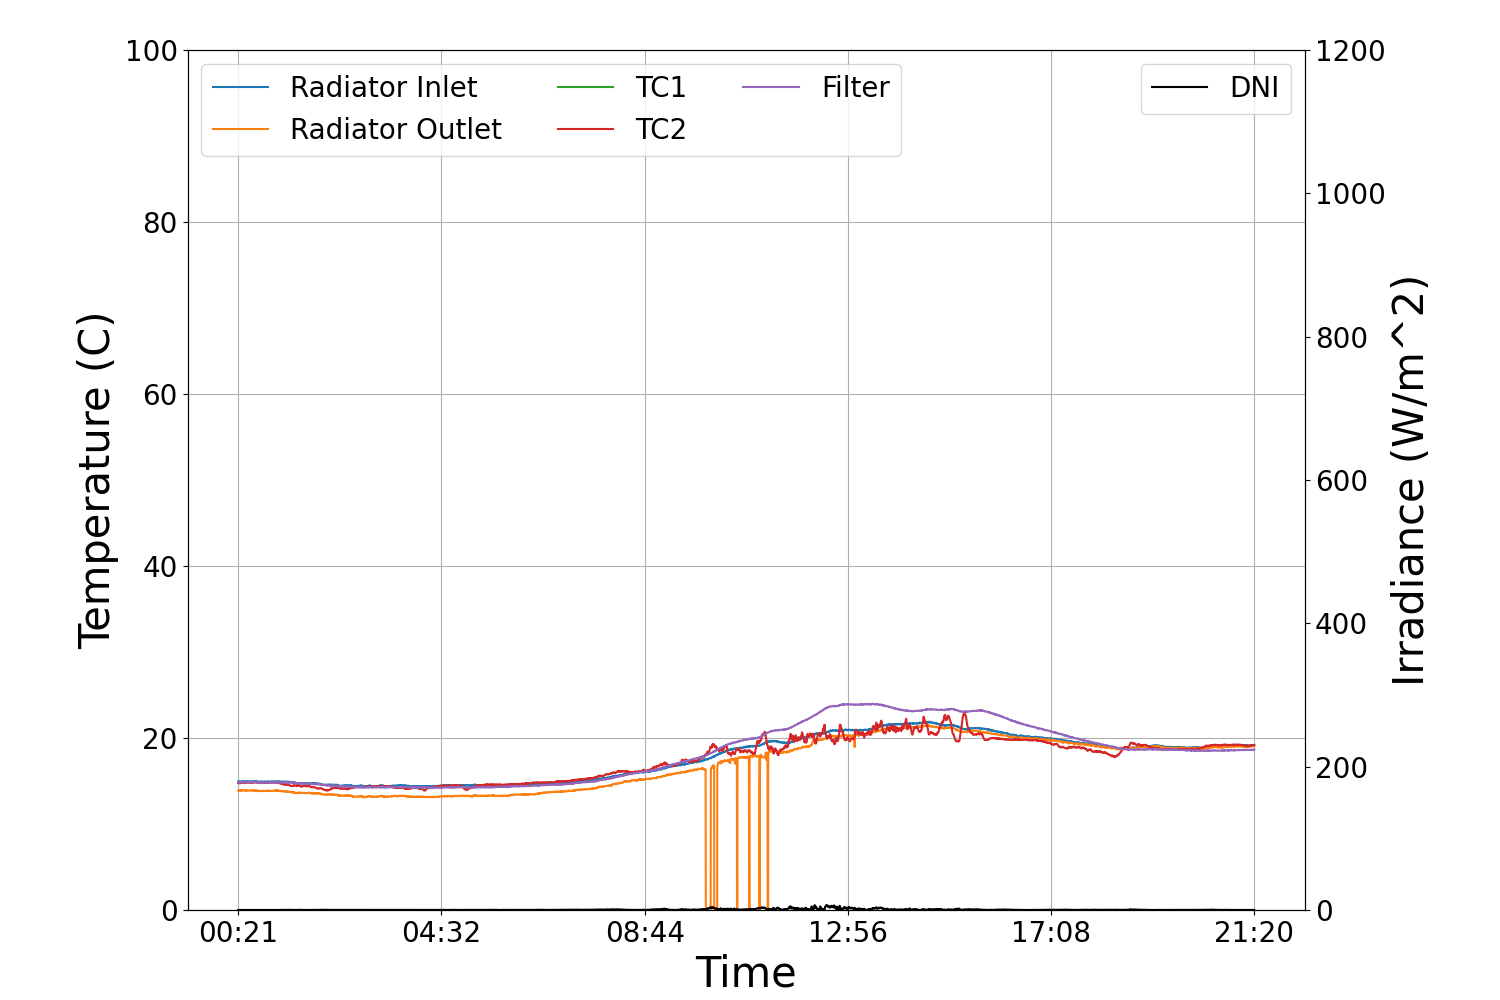 100
80
60
40
20
0
Temperature (C)
Radiator Inlet
Radiator Outlet
TC1
TC2
Filter
DNI
1200
1000
800
600
400
200
0
Irradiance (W/m^2)
00:21 04:32 08:44 12:56 17:08 21:20
Time